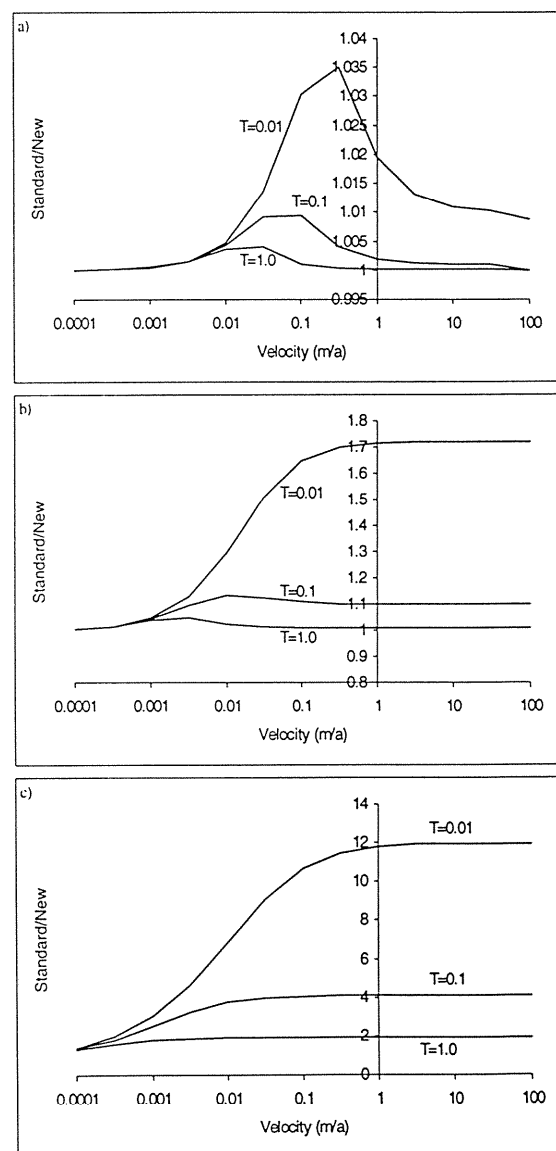 a)
1.04
1.035
1.03
1.025
1.02
1.015
1.01
1.005
1
0.995
T=0.01
T=0.1
T=1.0
Standard/New
0.0001 0.001 0.01 0.1 1 10 100
Velocity (m/a)
b)
1.8
1.7
1.6
1.5
1.4
1.3
1.2
1.1
1
0.9
0.8
T=0.01
T=0.1
T=1.0
Standard/New
0.0001 0.001 0.01 0.1 1 10 100
Velocity (m/a)
c)
14
12
10
8
6
4
2
0
T=0.01
T=0.1
T=1.0
Standard/New
0.0001 0.001 0.01 0.1 1 10 100
Velocity (m/a)